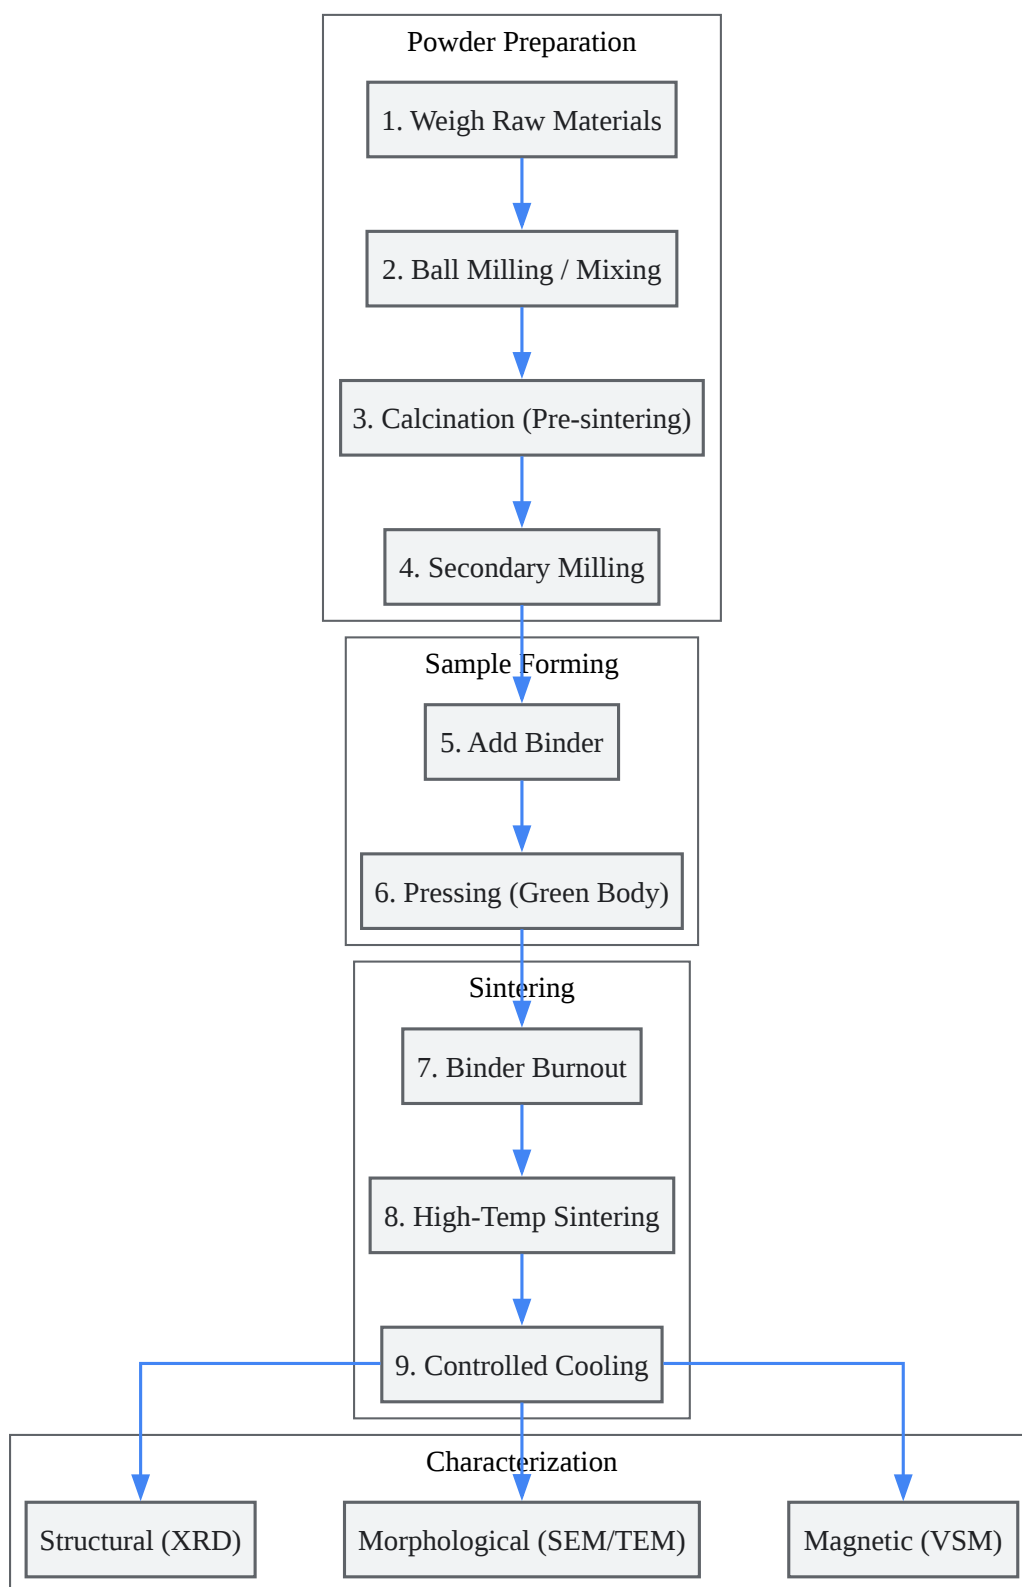 Powder Preparation
1. Weigh Raw Materials
2. Ball Milling / Mixing
3. Calcination (Pre-sintering)
4. Secondary Milling
Sample Forming
5. Add Binder
6. Pressing (Green Body)
Sintering
7. Binder Burnout
8. High-Temp Sintering
9. Controlled Cooling
Characterization
Structural (XRD)
Morphological (SEM/TEM)
Magnetic (VSM)